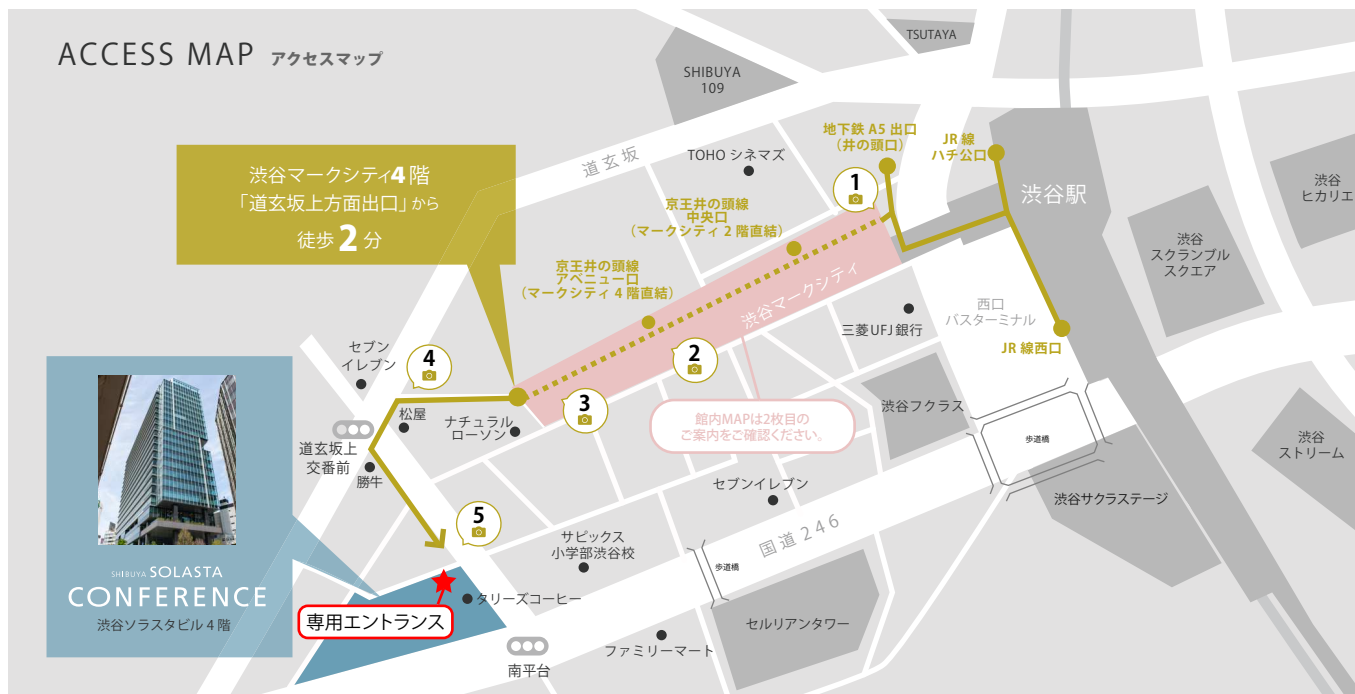 ACCESS MAP アクセスマップ
TSUTAYA
SHIBUYA
109
道玄坂
TOHO シネマズ
地下鉄 A5 出口
（井の頭口）
JR 線
ハチ公口
渋谷駅
渋谷
ヒカリエ
渋谷
スクランブル
スクエア
渋谷マークシティ4階
「道玄坂上方面出口」から
徒歩 2 分
1
京王井の頭線
中央口
（マークシティ 2 階直結）
京王井の頭線
アベニュー口
（マークシティ 4 階直結）
渋谷マークシティ
西口
バスターミナル
三菱UFJ 銀行
JR 線西口
セブン
イレブン
4
2
3
松屋
ナチュラル
ローソン
館内MAPは2枚目の
ご案内をご確認ください。
渋谷フクラス
歩道橋
渋谷
ストリーム
道玄坂上
交番前
勝牛
セブンイレブン
渋谷サクラステージ
5
サピックス
小学部渋谷校
国道246
歩道橋
SHIBUYA SOLASTA
CONFERENCE
渋谷ソラスタビル 4 階
専用エントランス
タリーズコーヒー
セルリアンタワー
南平台
ファミリーマート